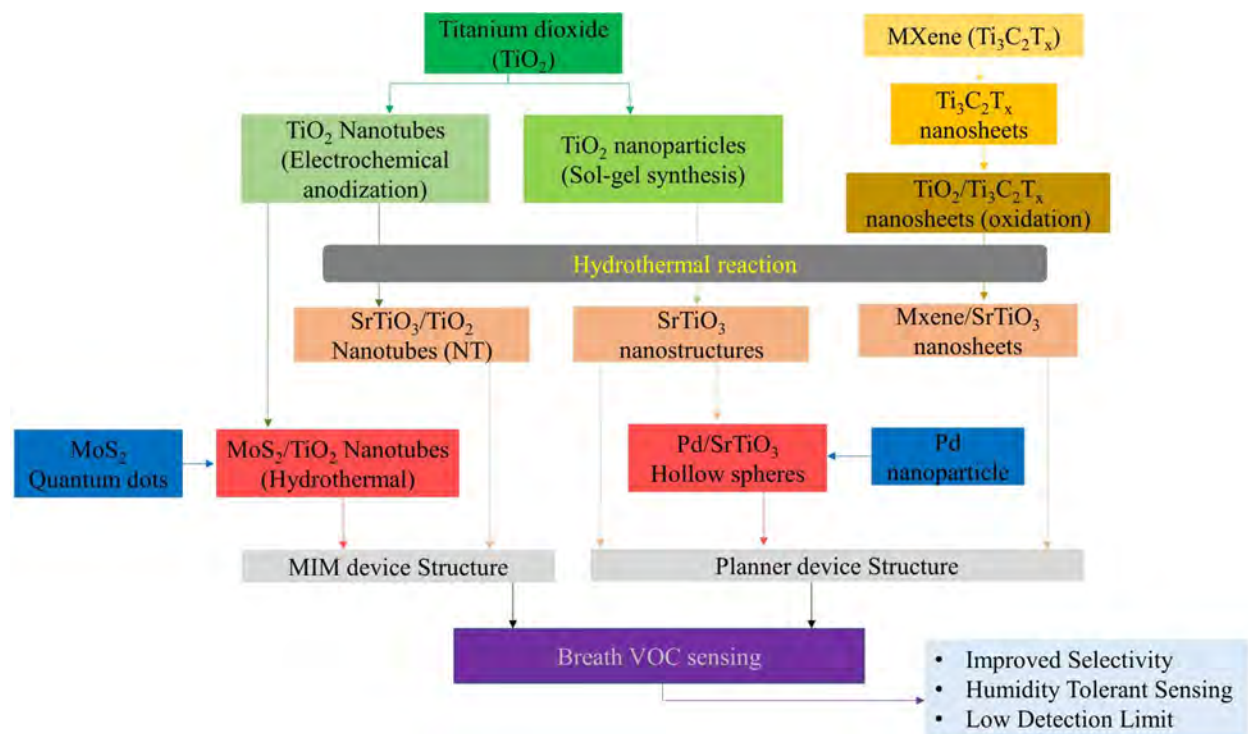 Titanium dioxide
(TiO₂)
MXene (Ti₃C₂Tₓ)
Ti₃C₂Tₓ
nanosheets
TiO₂ Nanotubes
(Electrochemical
anodization)
TiO₂ nanoparticles
(Sol-gel synthesis)
TiO₂/Ti₃C₂Tₓ
nanosheets (oxidation)
Hydrothermal reaction
SrTiO₃/TiO₂
Nanotubes (NT)
SrTiO₃
nanostructures
Mxene/SrTiO₃
nanosheets
MoS₂
Quantum dots
MoS₂/TiO₂ Nanotubes
(Hydrothermal)
Pd/SrTiO₃
Hollow spheres
Pd
nanoparticle
MIM device Structure
Planner device Structure
Breath VOC sensing
• Improved Selectivity
• Humidity Tolerant Sensing
• Low Detection Limit